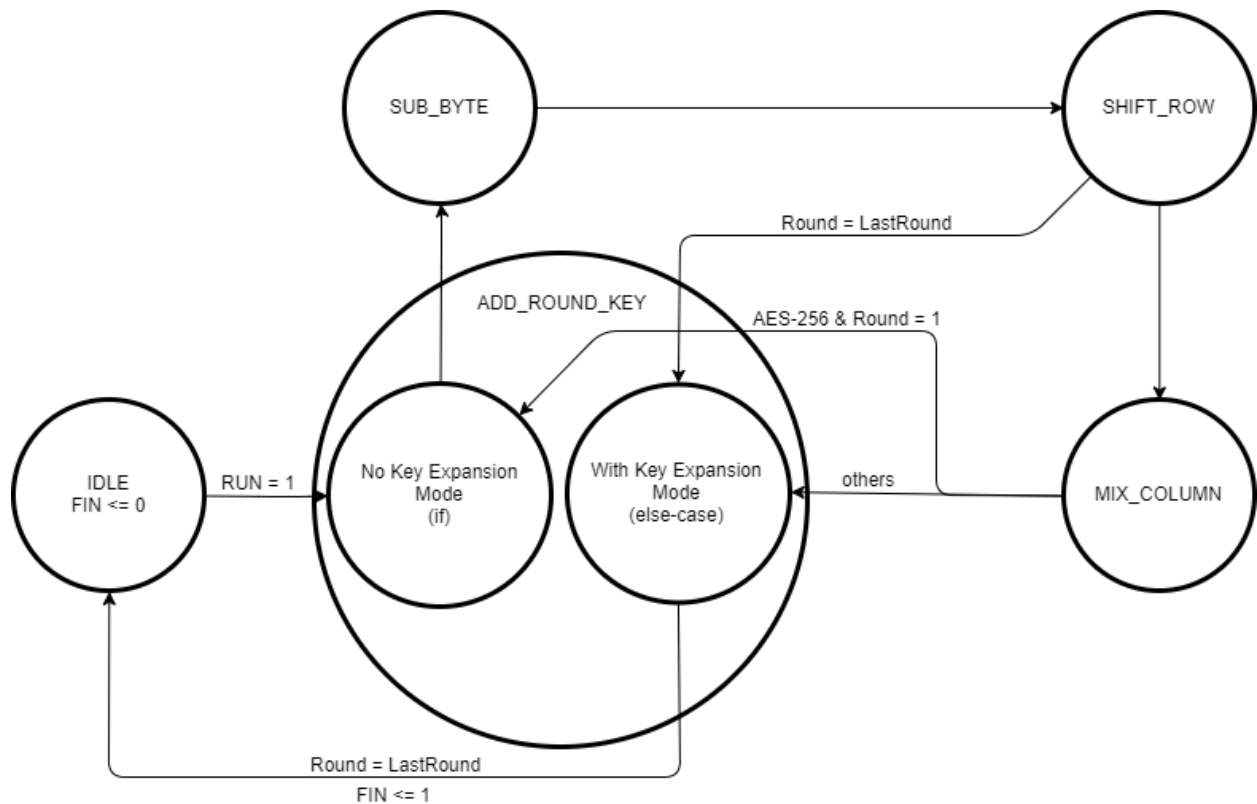 SUB_BYTE
SHIFT_ROW
Round = LastRound
ADD_ROUND_KEY
AES-256 & Round = 1
No Key Expansion
Mode
(if)
With Key Expansion
Mode
(else-case)
IDLE
FIN <= 0
RUN = 1
others
MIX_COLUMN
Round = LastRound
FIN <= 1